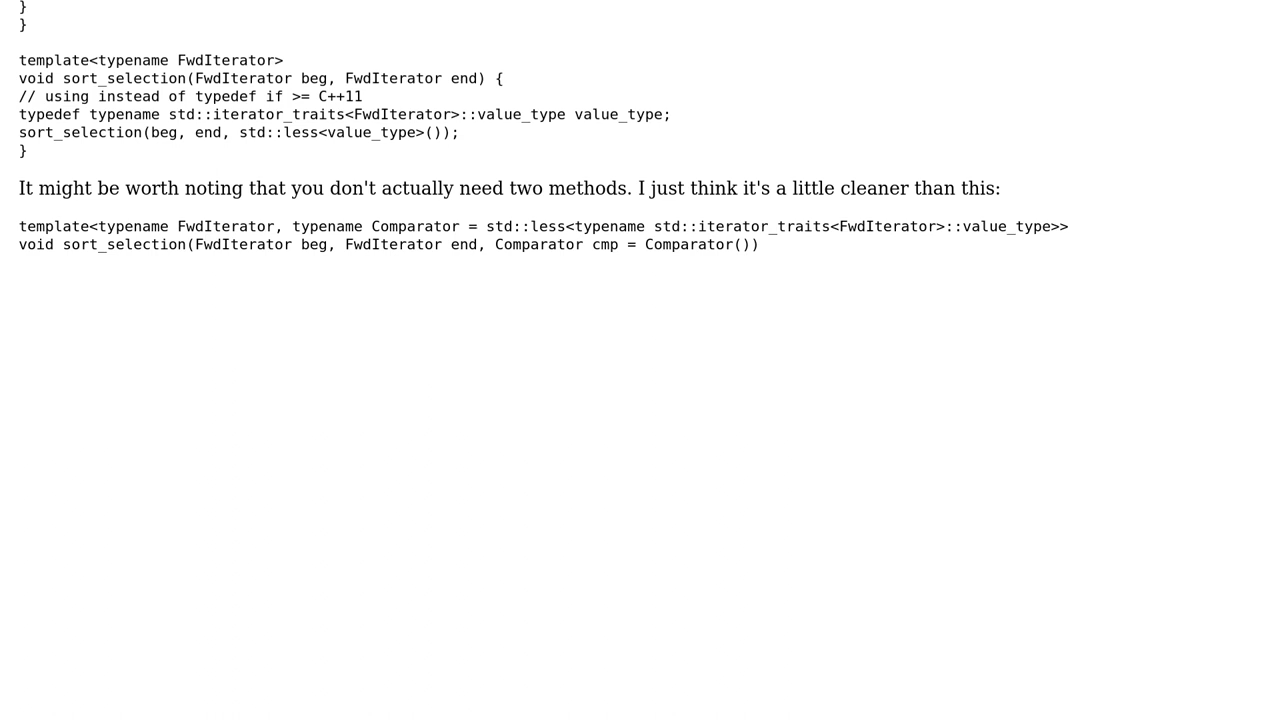 }
}
template<typename FwdIterator>
void sort_selection(FwdIterator beg, FwdIterator end) {
// using instead of typedef if >= C++11
typedef typename std::iterator_traits<FwdIterator>::value_type value_type;
sort_selection(beg, end, std::less<value_type>());
}
It might be worth noting that you don't actually need two methods. I just think it's a little cleaner than this:
template<typename FwdIterator, typename Comparator = std::less<typename std::iterator_traits<FwdIterator>::value_type>>
void sort_selection(FwdIterator beg, FwdIterator end, Comparator cmp = Comparator())